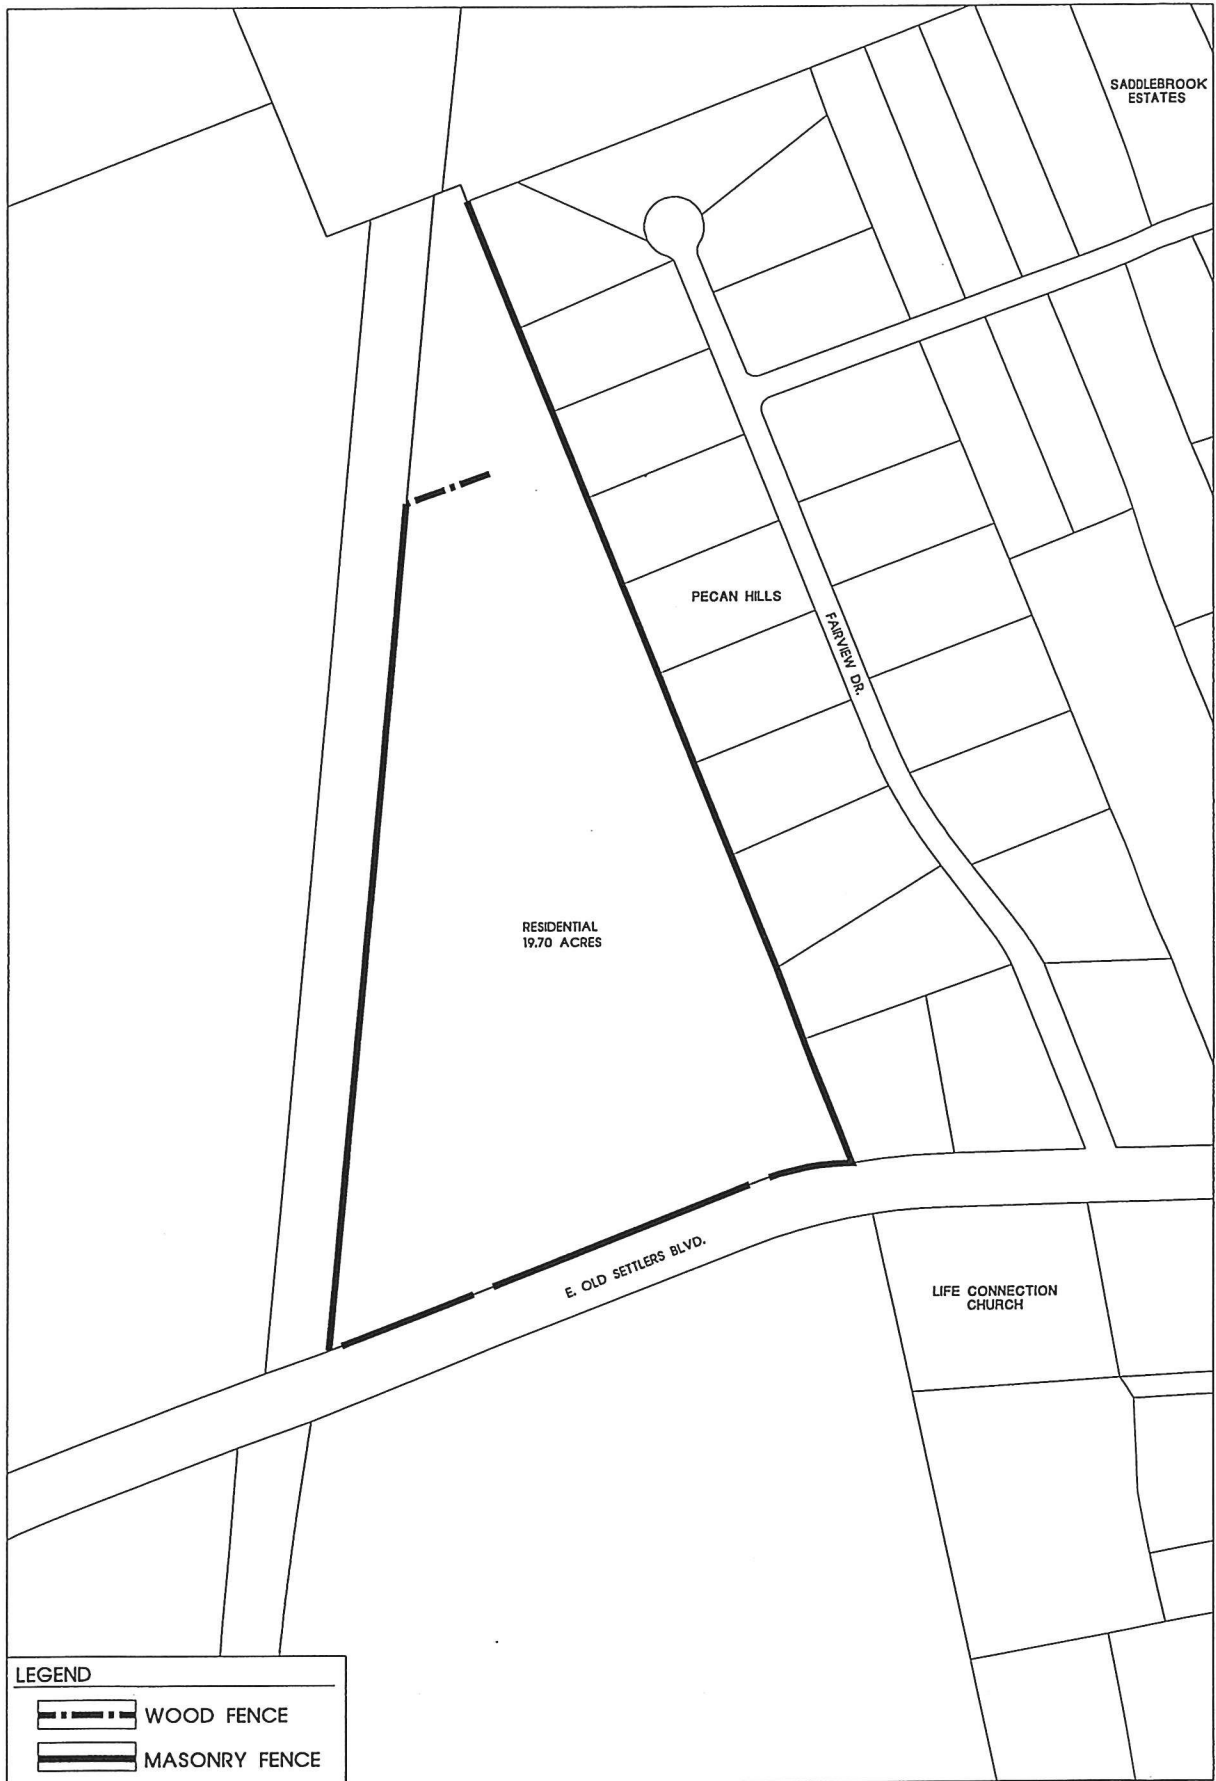 SADDLEBROOK
ESTATES
PECAN HILLS
FAIRVIEW DR.
RESIDENTIAL
19.70 ACRES
E. OLD SETTLERS BLVD.
LIFE CONNECTION
CHURCH
LEGEND
WOOD FENCE
MASONRY FENCE